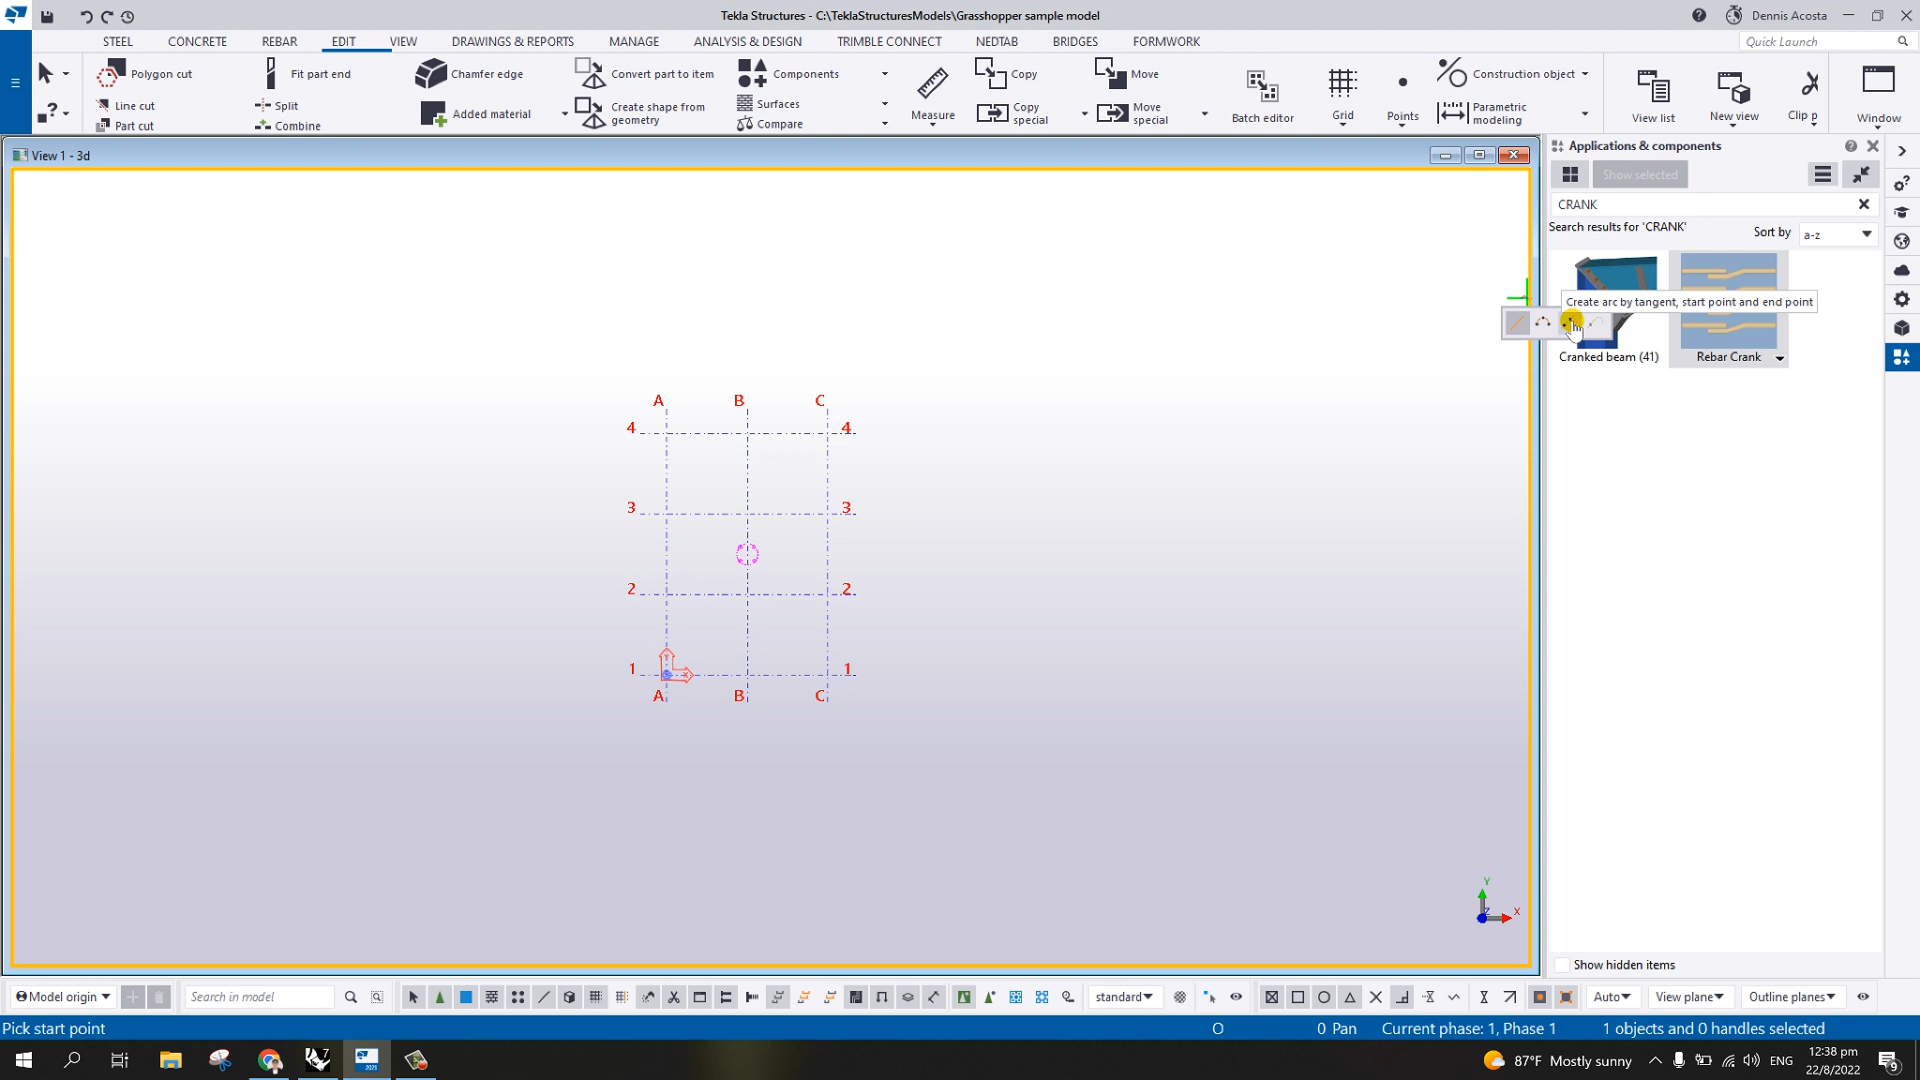 Tekla Structures - C:\TeklaStructuresModels\Grasshopper sample model
Dennis Acosta
STEEL CONCRETE REBAR EDIT VIEW DRAWINGS & REPORTS MANAGE ANALYSIS & DESIGN TRIMBLE CONNECT NEDTAB BRIDGES FORMWORK
Quick Launch
Polygon cut
Line cut
Part cut
Fit part end
Split
Combine
Chamfer edge
Added material
Convert part to item
Create shape from geometry
Components
Surfaces
Compare
Measure
Copy
Copy special
Move
Move special
Batch editor
Grid
Points
Construction object
Parametric modeling
View list
New view
Clip p
Window
View 1 - 3d
Applications & components
Show selected
CRANK
Search results for 'CRANK'
Sort by
a-z
Create arc by tangent, start point and end point
Cranked beam (41)
Rebar Crank
A B C
4 4
3 3
2 2
1 1
A B C
Y
X
Z
Show hidden items
Model origin
Search in model
standard
Auto
View plane
Outline planes
Pick start point
O
0 Pan
Current phase: 1, Phase 1
1 objects and 0 handles selected
2021
87°F Mostly sunny
ENG
12:38 pm
22/8/2022
9